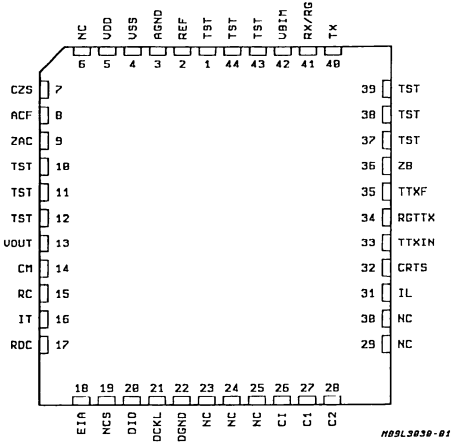 NC VDD VSS AGND REF TST TST TST VBIM RX/RG TX
6 5 4 3 2 1 44 43 42 41 40
CZS 7 39 TST
ACF 8 38 TST
ZAC 9 37 TST
TST 10 36 ZB
TST 11 35 TTXF
TST 12 34 RGTTX
VOUT 13 33 TTXIN
CM 14 32 CRTS
RC 15 31 IL
IT 16 30 NC
RDC 17 29 NC
18 19 20 21 22 23 24 25 26 27 28
EIA NCS DIO DCKL DGND NC NC NC CI C1 C2
M89L3030-01